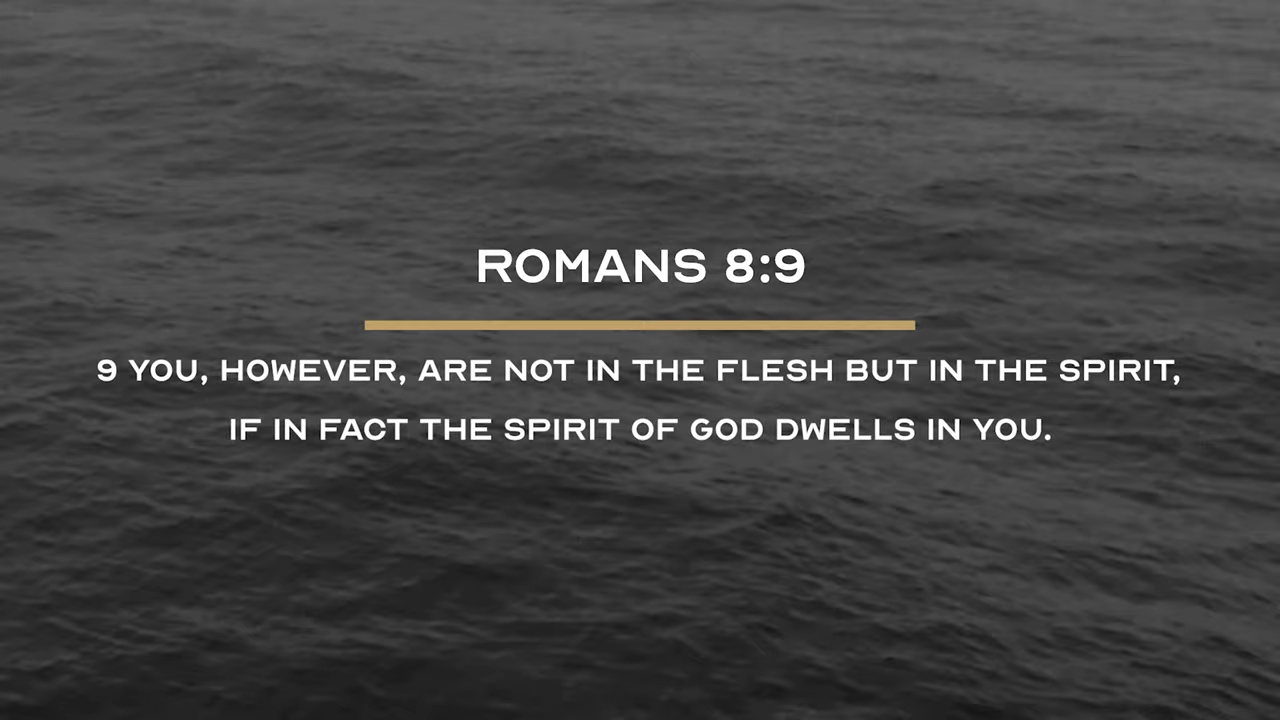 ROMANS 8:9
9 YOU, HOWEVER, ARE NOT IN THE FLESH BUT IN THE SPIRIT,
IF IN FACT THE SPIRIT OF GOD DWELLS IN YOU.